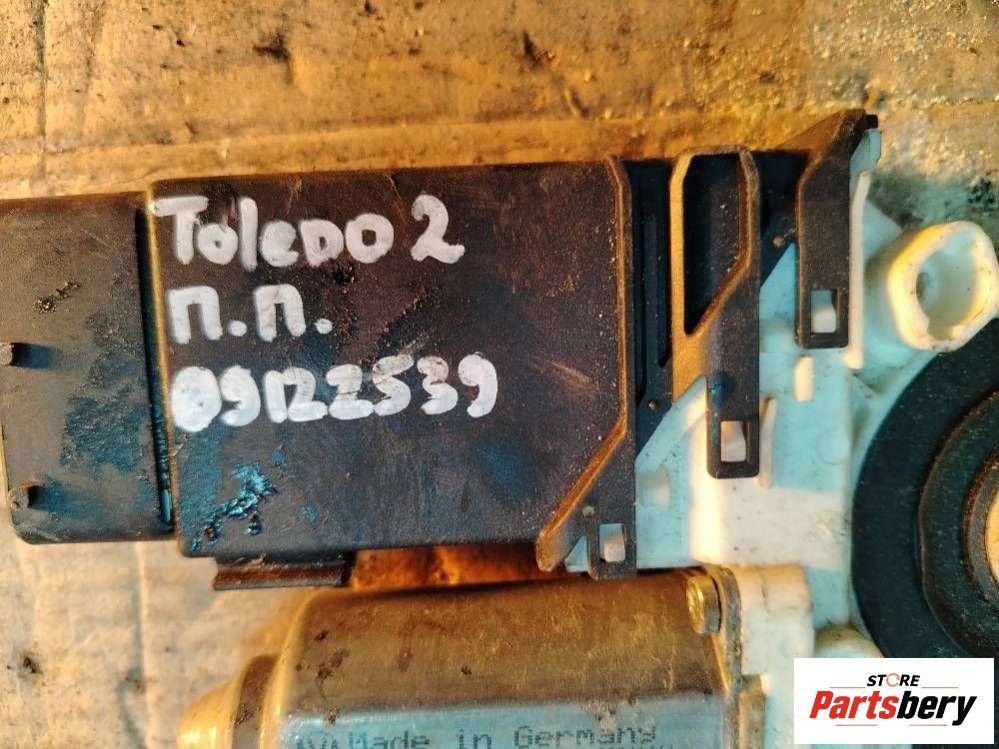 Toledo 2
П.П.
09122539
Made in Germany
STORE
Partsbery